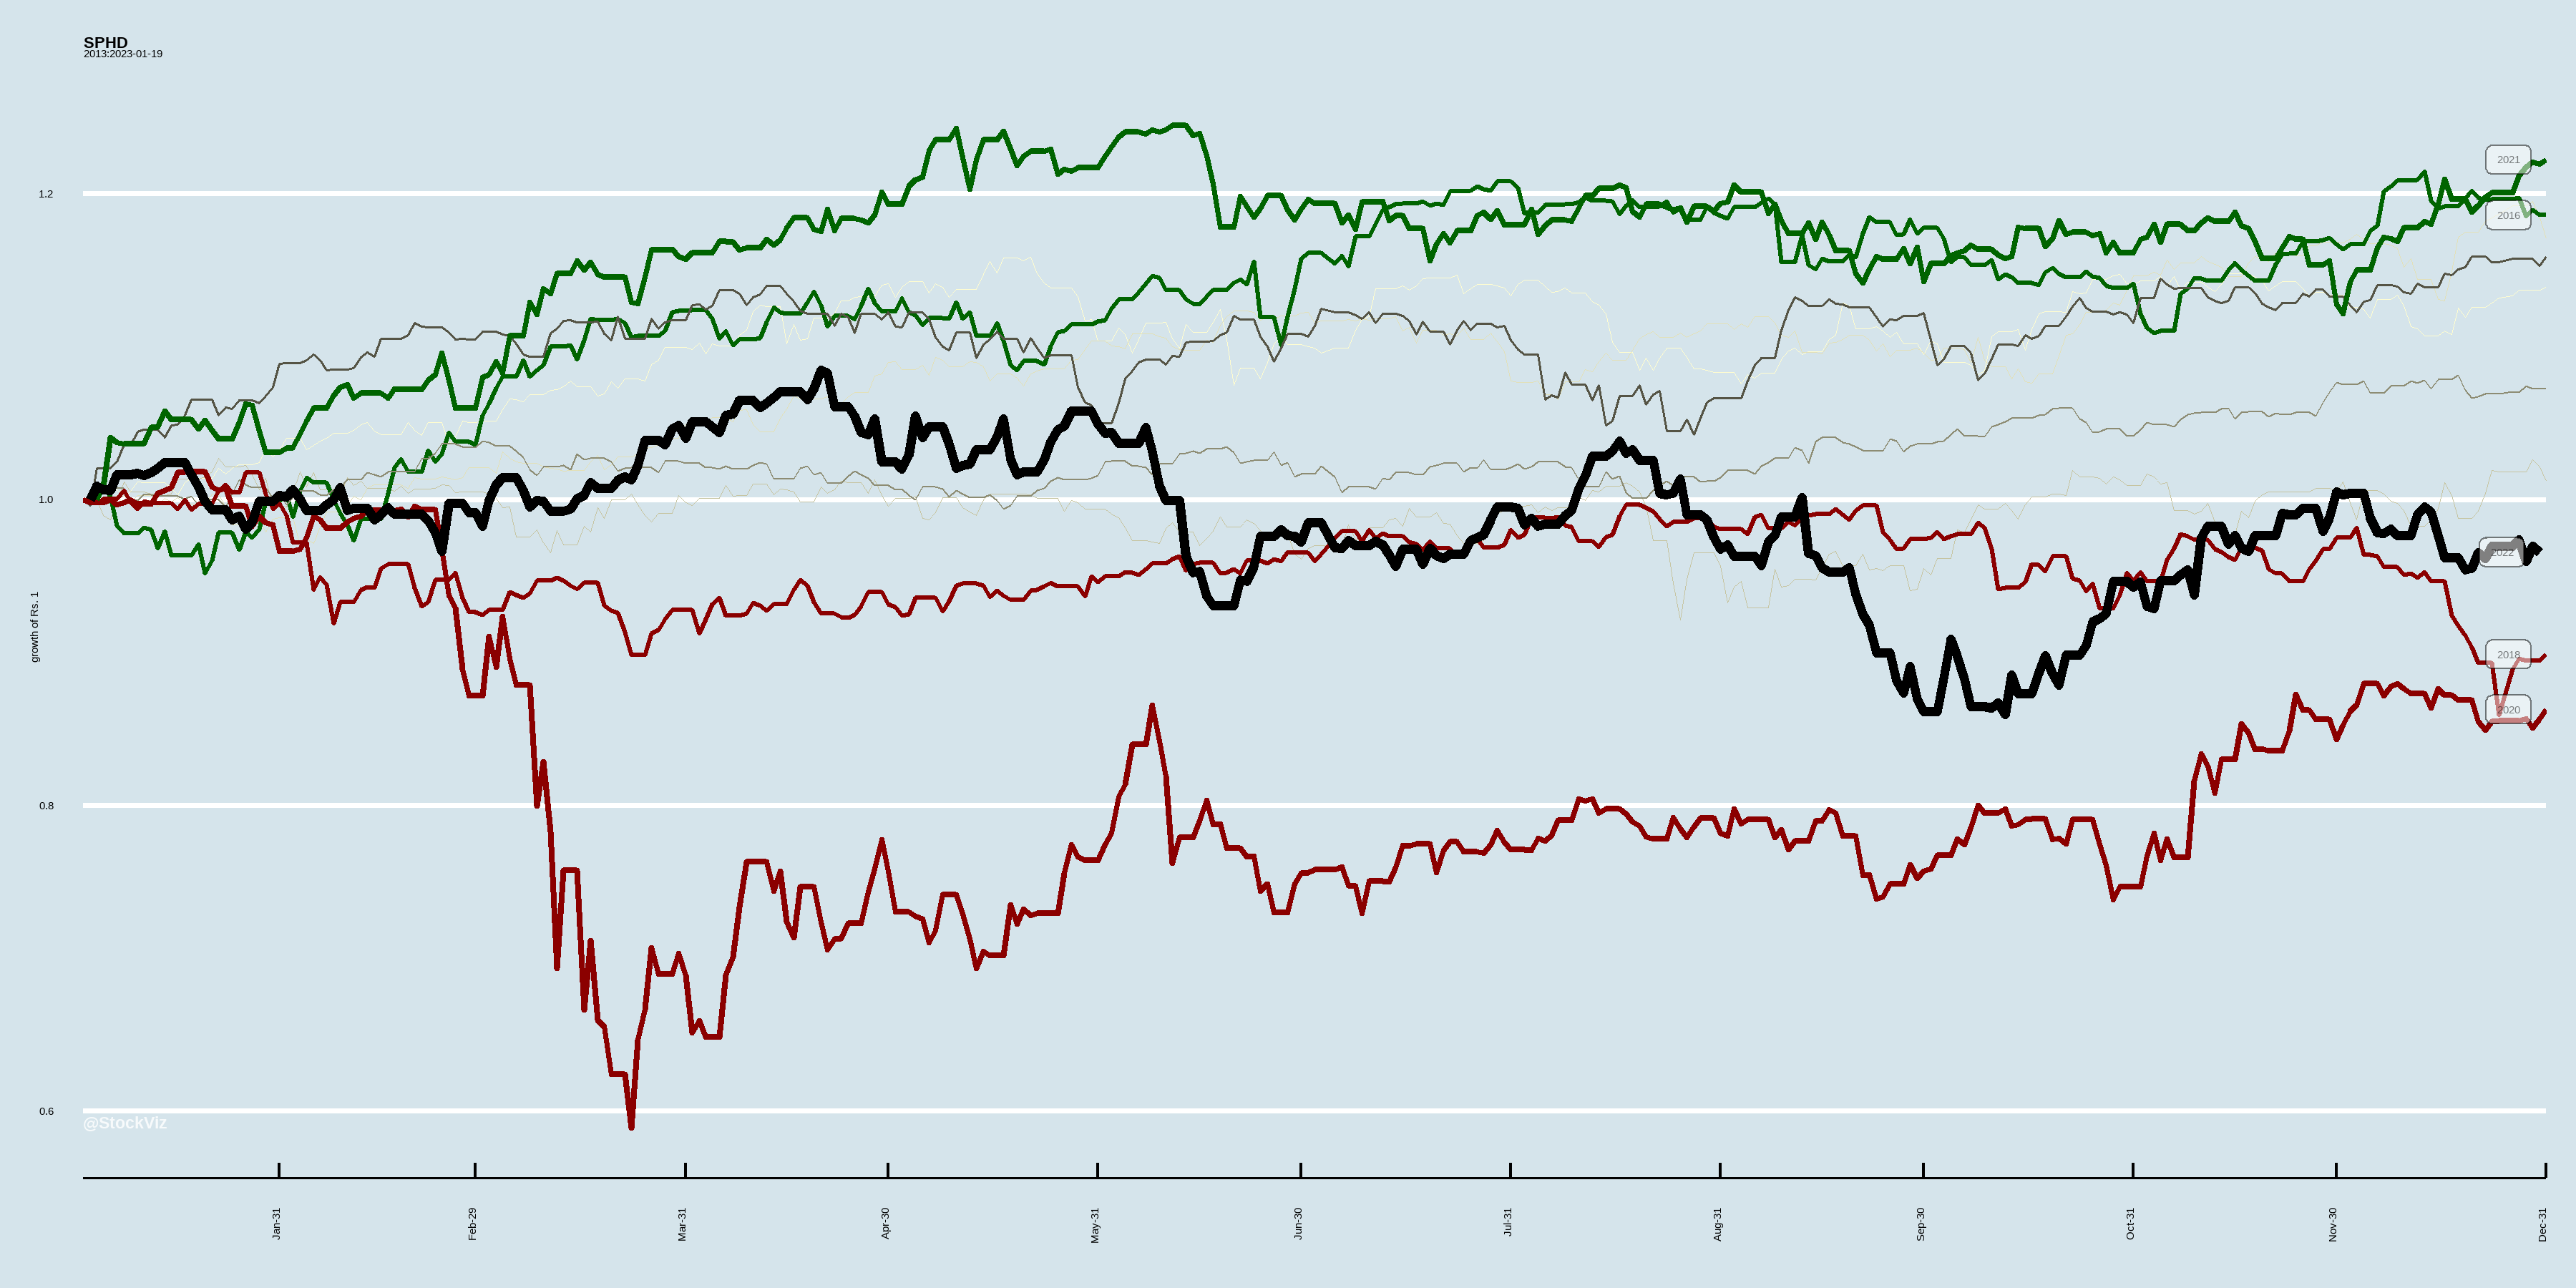 SPHD
2013:2023-01-19
1.2
1.0
0.8
0.6
growth of Rs. 1
2021
2016
2022
2018
2020
@StockViz
Jan-31
Feb-29
Mar-31
Apr-30
May-31
Jun-30
Jul-31
Aug-31
Sep-30
Oct-31
Nov-30
Dec-31